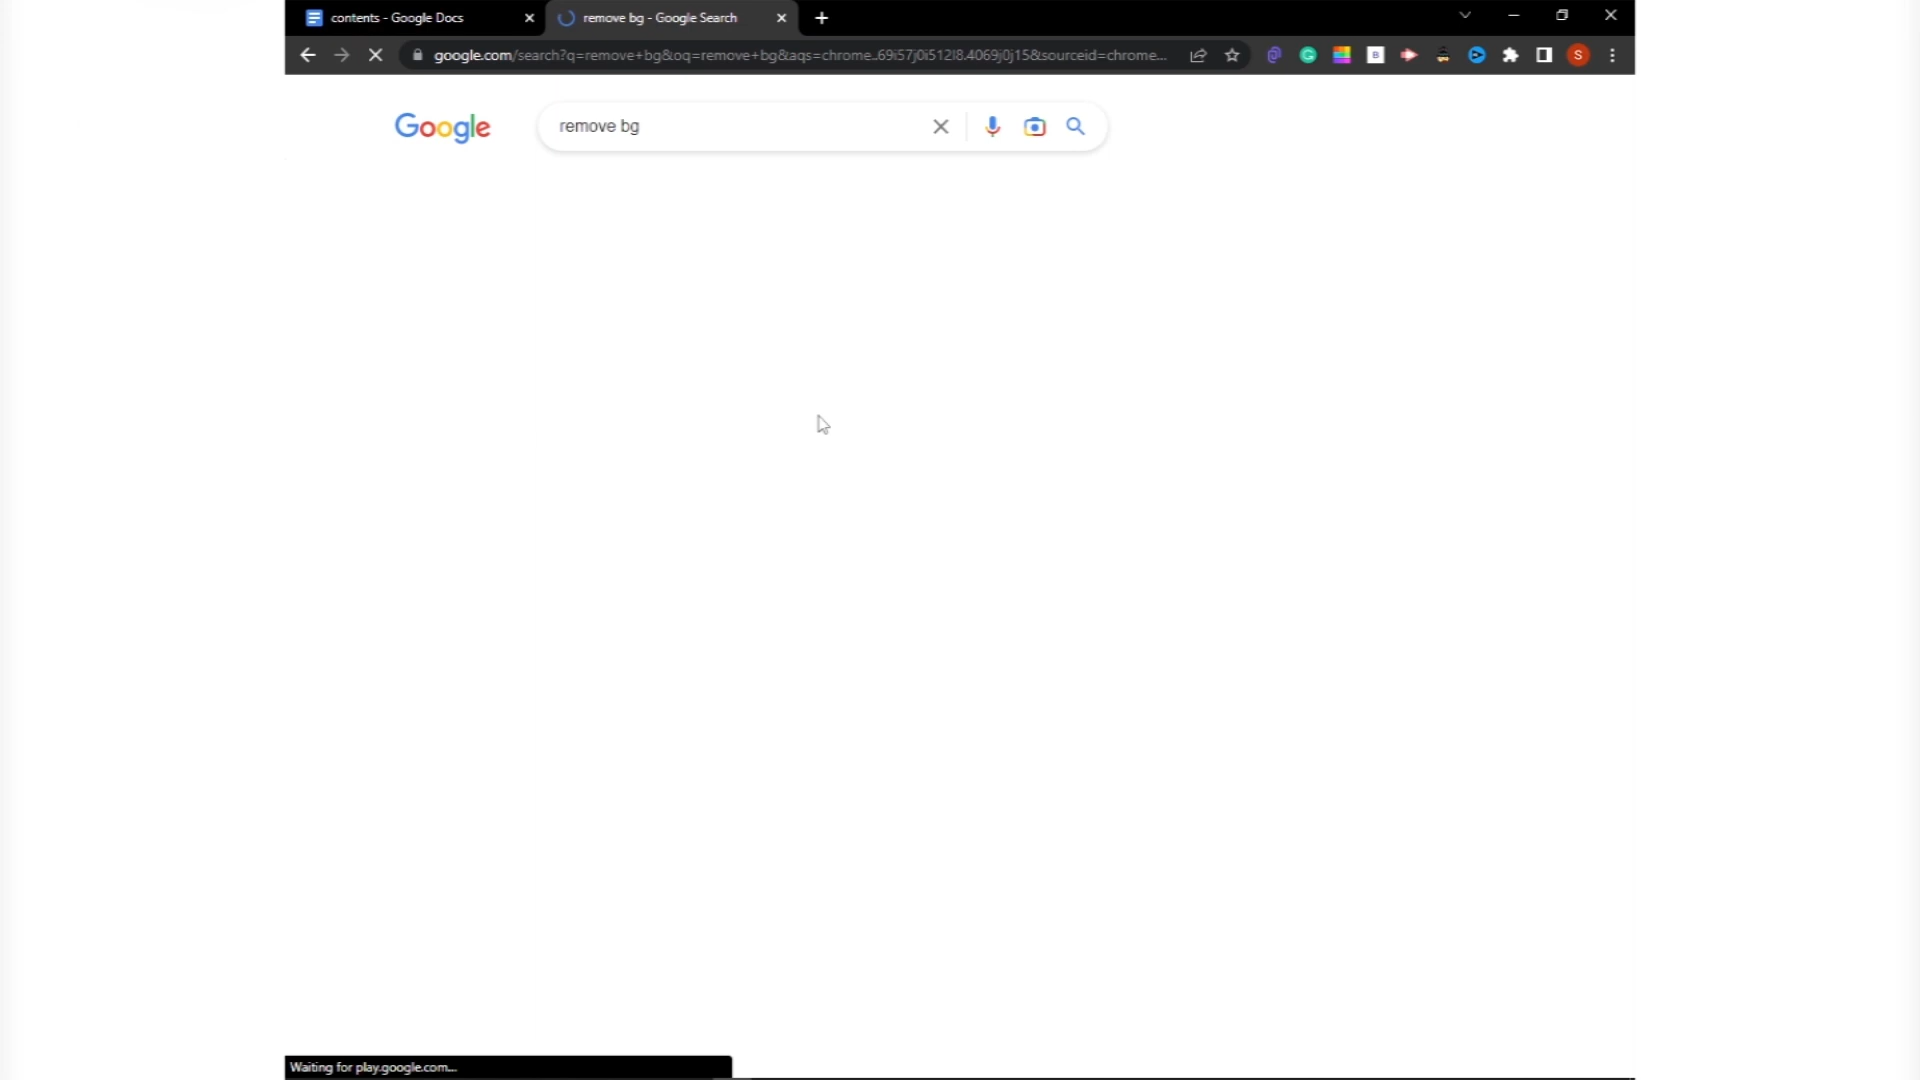 contents - Google Docs
remove bg - Google Search
google.com/search?q=remove+bg&oq=remove+bg&aqs=chrome..69i57j0i512l8.4069j0j15&sourceid=chrome...
S
Google
remove bg
Waiting for play.google.com...